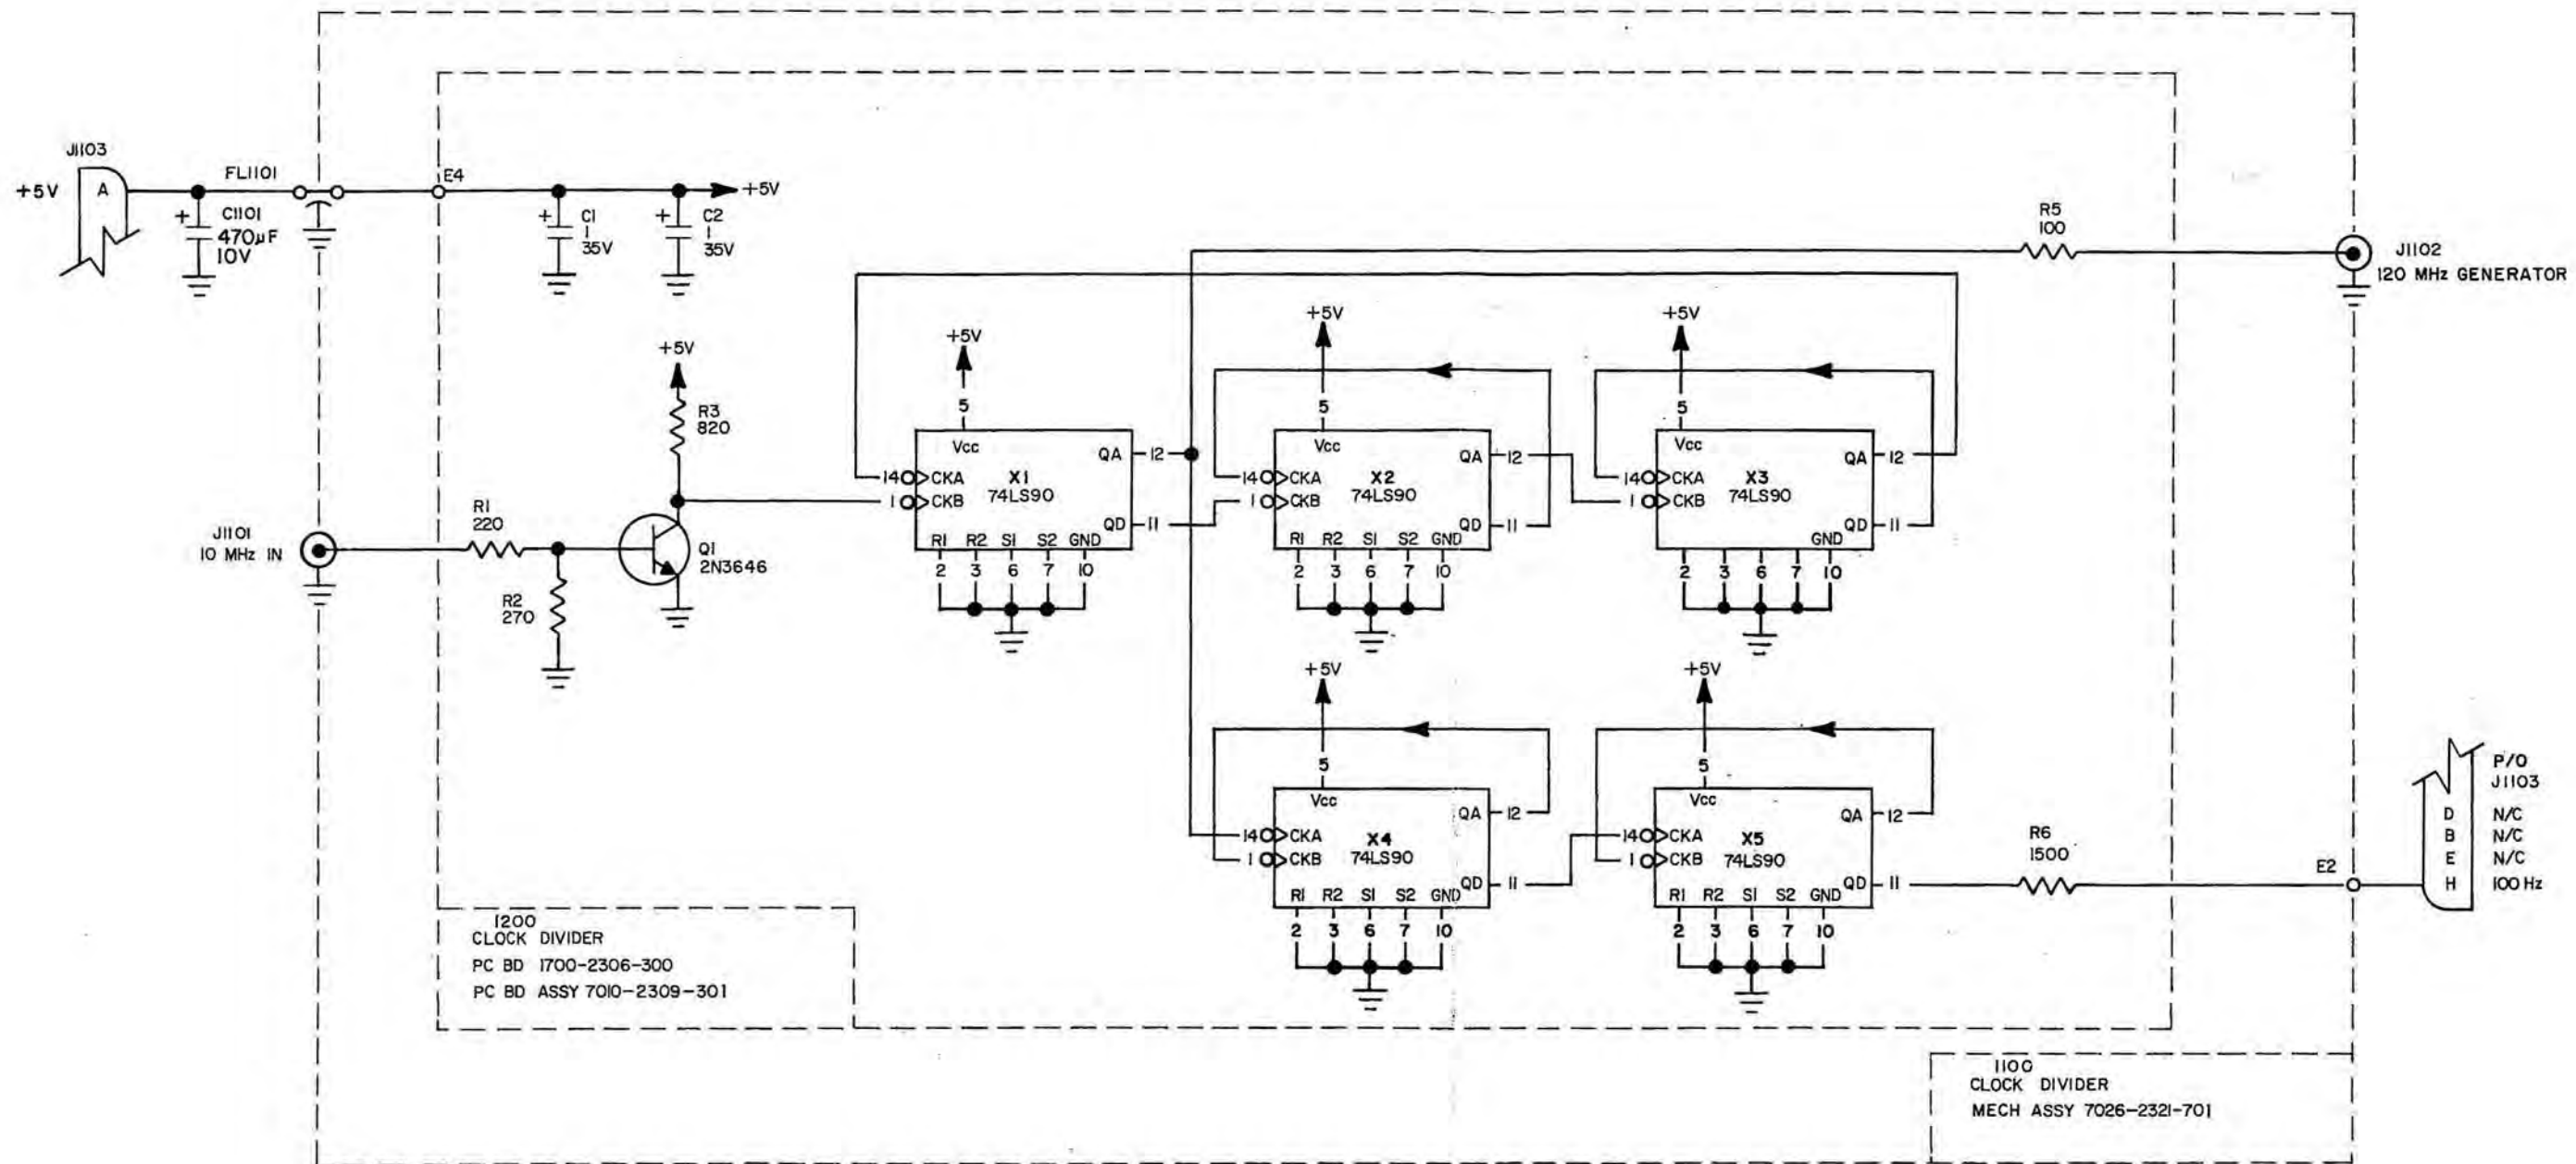 J1103
+5V
A
FL1101
E4
+5V
+
C1101
470µF
10V
+
C1
1
35V
+
C2
1
35V
R5
100
J1102
120 MHz GENERATOR
+5V
R3
820
J1101
10 MHz IN
R1
220
R2
270
Q1
2N3646
+5V
5
Vcc
QA 12
14 CKA
X1
1 CKB
74LS90
QD 11
R1 R2 S1 S2 GND
2 3 6 7 10
+5V
5
Vcc
QA 12
14 CKA
X2
1 CKB
74LS90
QD 11
R1 R2 S1 S2 GND
2 3 6 7 10
+5V
5
Vcc
QA 12
14 CKA
X3
1 CKB
74LS90
QD 11
GND
2 3 6 7 10
+5V
5
Vcc
QA 12
14 CKA
X4
1 CKB
74LS90
QD 11
R1 R2 S1 S2 GND
2 3 6 7 10
+5V
5
Vcc
QA 12
14 CKA
X5
1 CKB
74LS90
QD 11
R1 R2 S1 S2 GND
2 3 6 7 10
R6
1500
E2
P/O
J1103
D N/C
B N/C
E N/C
H 100 Hz
1200
CLOCK DIVIDER
PC BD 1700-2306-300
PC BD ASSY 7010-2309-301
1100
CLOCK DIVIDER
MECH ASSY 7026-2321-701